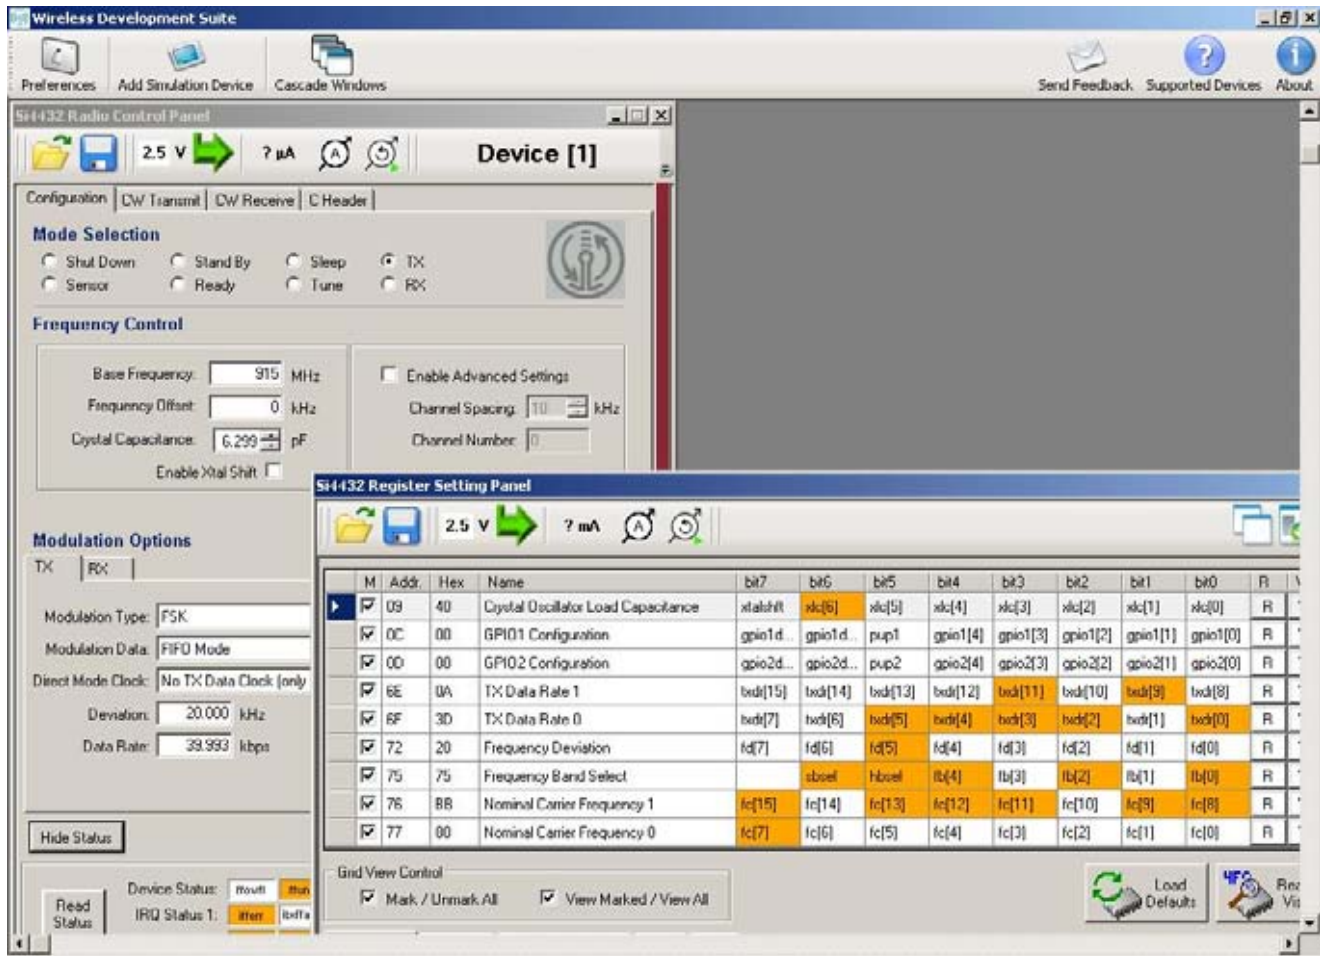 Wireless Development Suite
Preferences Add Simulation Device Cascade Windows Send Feedback Supported Devices About
Si4432 Radio Control Panel
2.5 V ? µA A Device [1]
Configuration CW Transmit CW Receive C Header
Mode Selection
Shut Down Stand By Sleep TX
Sensor Ready Tune RX
Frequency Control
Base Frequency: 915 MHz Enable Advanced Settings
Frequency Offset: 0 kHz Channel Spacing: 10 kHz
Crystal Capacitance: 6.299 pF Channel Number: 0
Enable Xtal Shift
Si4432 Register Setting Panel
2.5 V ? mA A
Modulation Options
TX RX
Modulation Type: FSK
Modulation Data: FIFO Mode
Direct Mode Clock: No TX Data Clock (only
Deviation: 20.000 kHz
Data Rate: 39.993 kbps
Hide Status
Read Status
Device Status: ffovfl ffun
IRQ Status 1: ifferr itxffa
M Addr. Hex Name bit7 bit6 bit5 bit4 bit3 bit2 bit1 bit0 R
09 40 Crystal Oscillator Load Capacitance xtalshft xlc[6] xlc[5] xlc[4] xlc[3] xlc[2] xlc[1] xlc[0] R
0C 00 GPIO1 Configuration gpio1d... gpio1d... pup1 gpio1[4] gpio1[3] gpio1[2] gpio1[1] gpio1[0] R
0D 00 GPIO2 Configuration gpio2d... gpio2d... pup2 gpio2[4] gpio2[3] gpio2[2] gpio2[1] gpio2[0] R
6E 0A TX Data Rate 1 txdr[15] txdr[14] txdr[13] txdr[12] txdr[11] txdr[10] txdr[9] txdr[8] R
6F 3D TX Data Rate 0 txdr[7] txdr[6] txdr[5] txdr[4] txdr[3] txdr[2] txdr[1] txdr[0] R
72 20 Frequency Deviation fd[7] fd[6] fd[5] fd[4] fd[3] fd[2] fd[1] fd[0] R
75 75 Frequency Band Select sbsel hbsel fb[4] fb[3] fb[2] fb[1] fb[0] R
76 BB Nominal Carrier Frequency 1 fc[15] fc[14] fc[13] fc[12] fc[11] fc[10] fc[9] fc[8] R
77 80 Nominal Carrier Frequency 0 fc[7] fc[6] fc[5] fc[4] fc[3] fc[2] fc[1] fc[0] R
Grid View Control
Mark / Unmark All View Marked / View All
Load Defaults